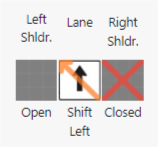 Left Shldr.
Lane
Right Shldr.
Open
Shift Left
Closed